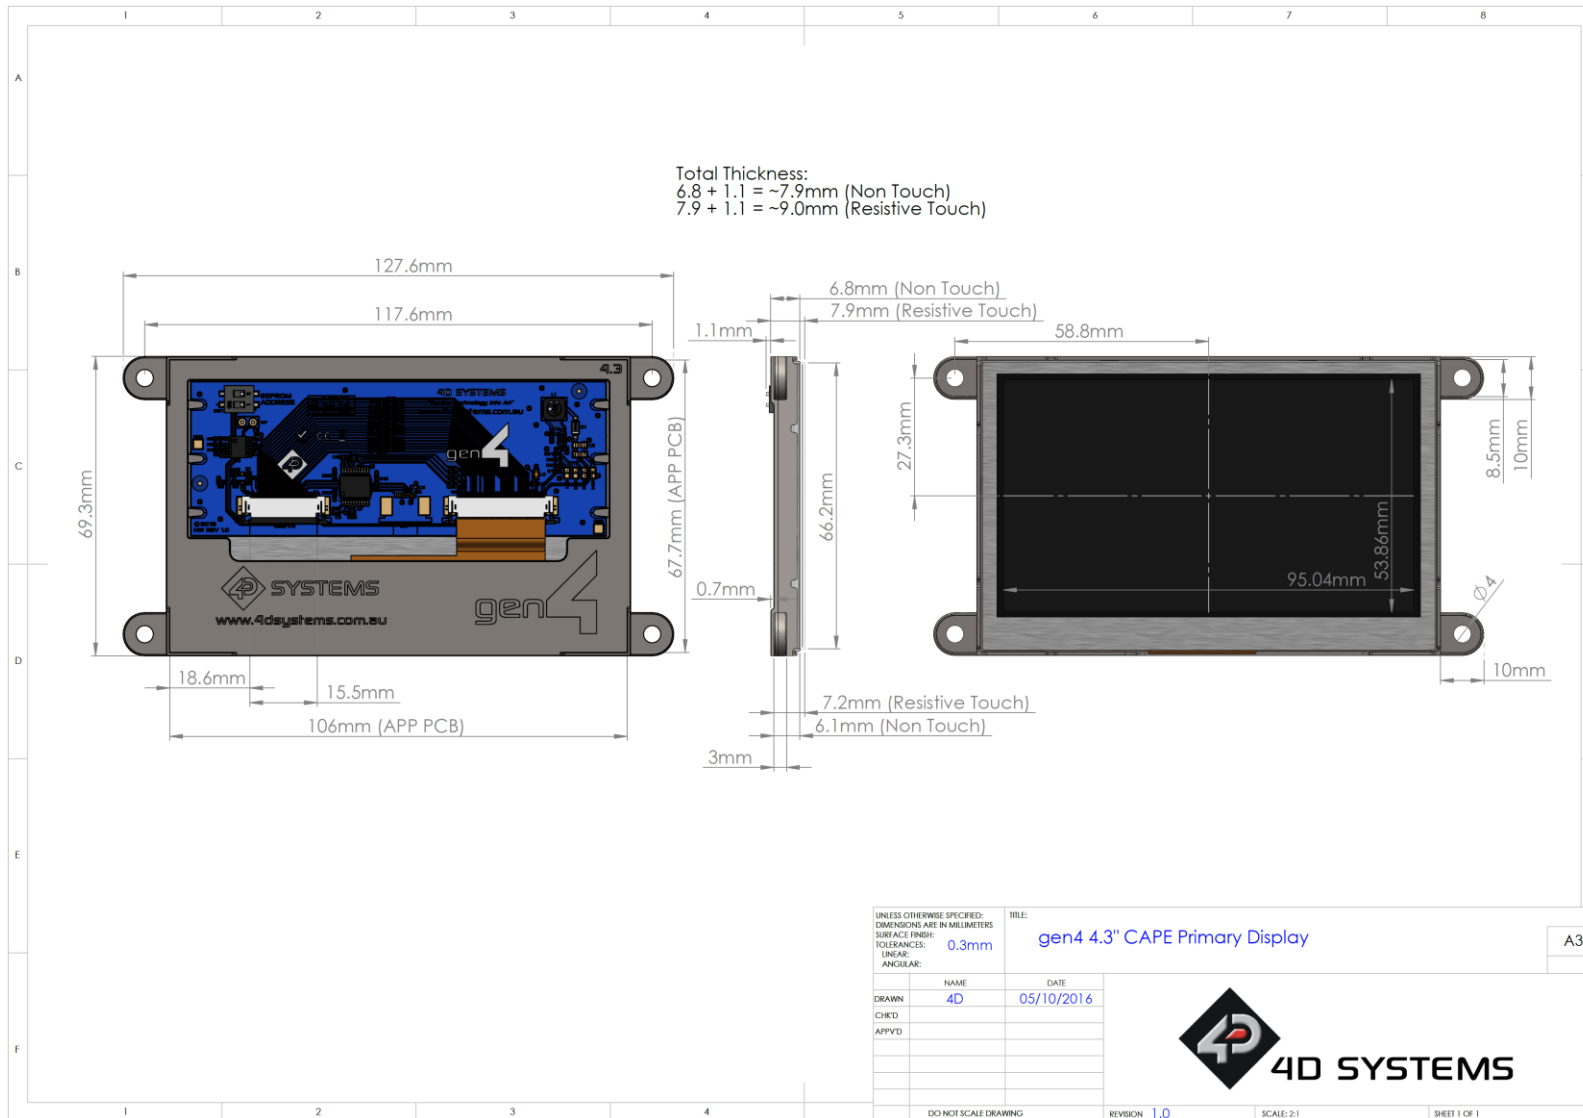 1 2 3 4 5 6 7 8
A
B
C
D
E
F
Total Thickness:
6.8 + 1.1 = ~7.9mm (Non Touch)
7.9 + 1.1 = ~9.0mm (Resistive Touch)
127.6mm
117.6mm
69.3mm
67.7mm (APP PCB)
4.3
EEPROM
ADDRESS
4D SYSTEMS
gen4
4D SYSTEMS
www.4dsystems.com.au
gen4
18.6mm
15.5mm
106mm (APP PCB)
6.8mm (Non Touch)
7.9mm (Resistive Touch)
1.1mm
66.2mm
0.7mm
7.2mm (Resistive Touch)
6.1mm (Non Touch)
3mm
58.8mm
27.3mm
8.5mm
10mm
53.86mm
95.04mm
Ø4
10mm
UNLESS OTHERWISE SPECIFIED:
DIMENSIONS ARE IN MILLIMETERS
SURFACE FINISH:
TOLERANCES: 0.3mm
LINEAR:
ANGULAR:
TITLE:
gen4 4.3" CAPE Primary Display
A3
NAME DATE
DRAWN 4D 05/10/2016
CHK'D
APPV'D
4D SYSTEMS
DO NOT SCALE DRAWING
REVISION 1.0
SCALE: 2:1
SHEET 1 OF 1
1 2 3 4